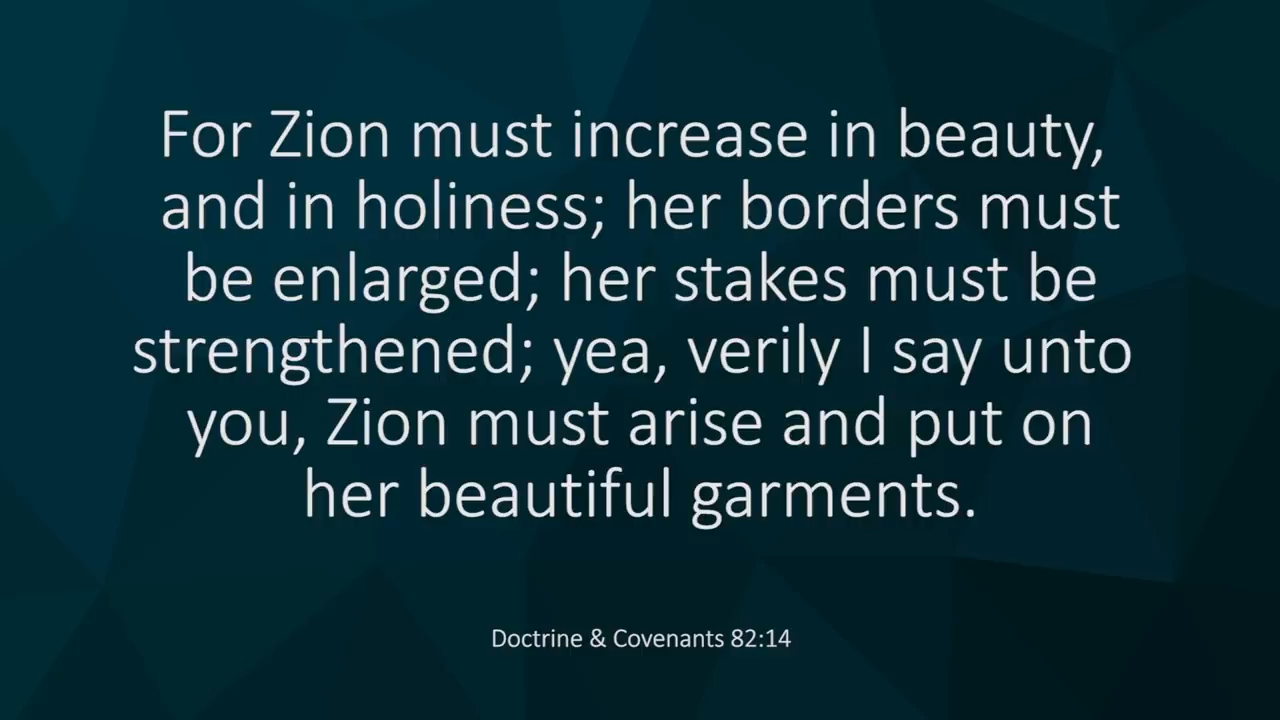 For Zion must increase in beauty,
and in holiness; her borders must
be enlarged; her stakes must be
strengthened; yea, verily I say unto
you, Zion must arise and put on
her beautiful garments.
Doctrine & Covenants 82:14